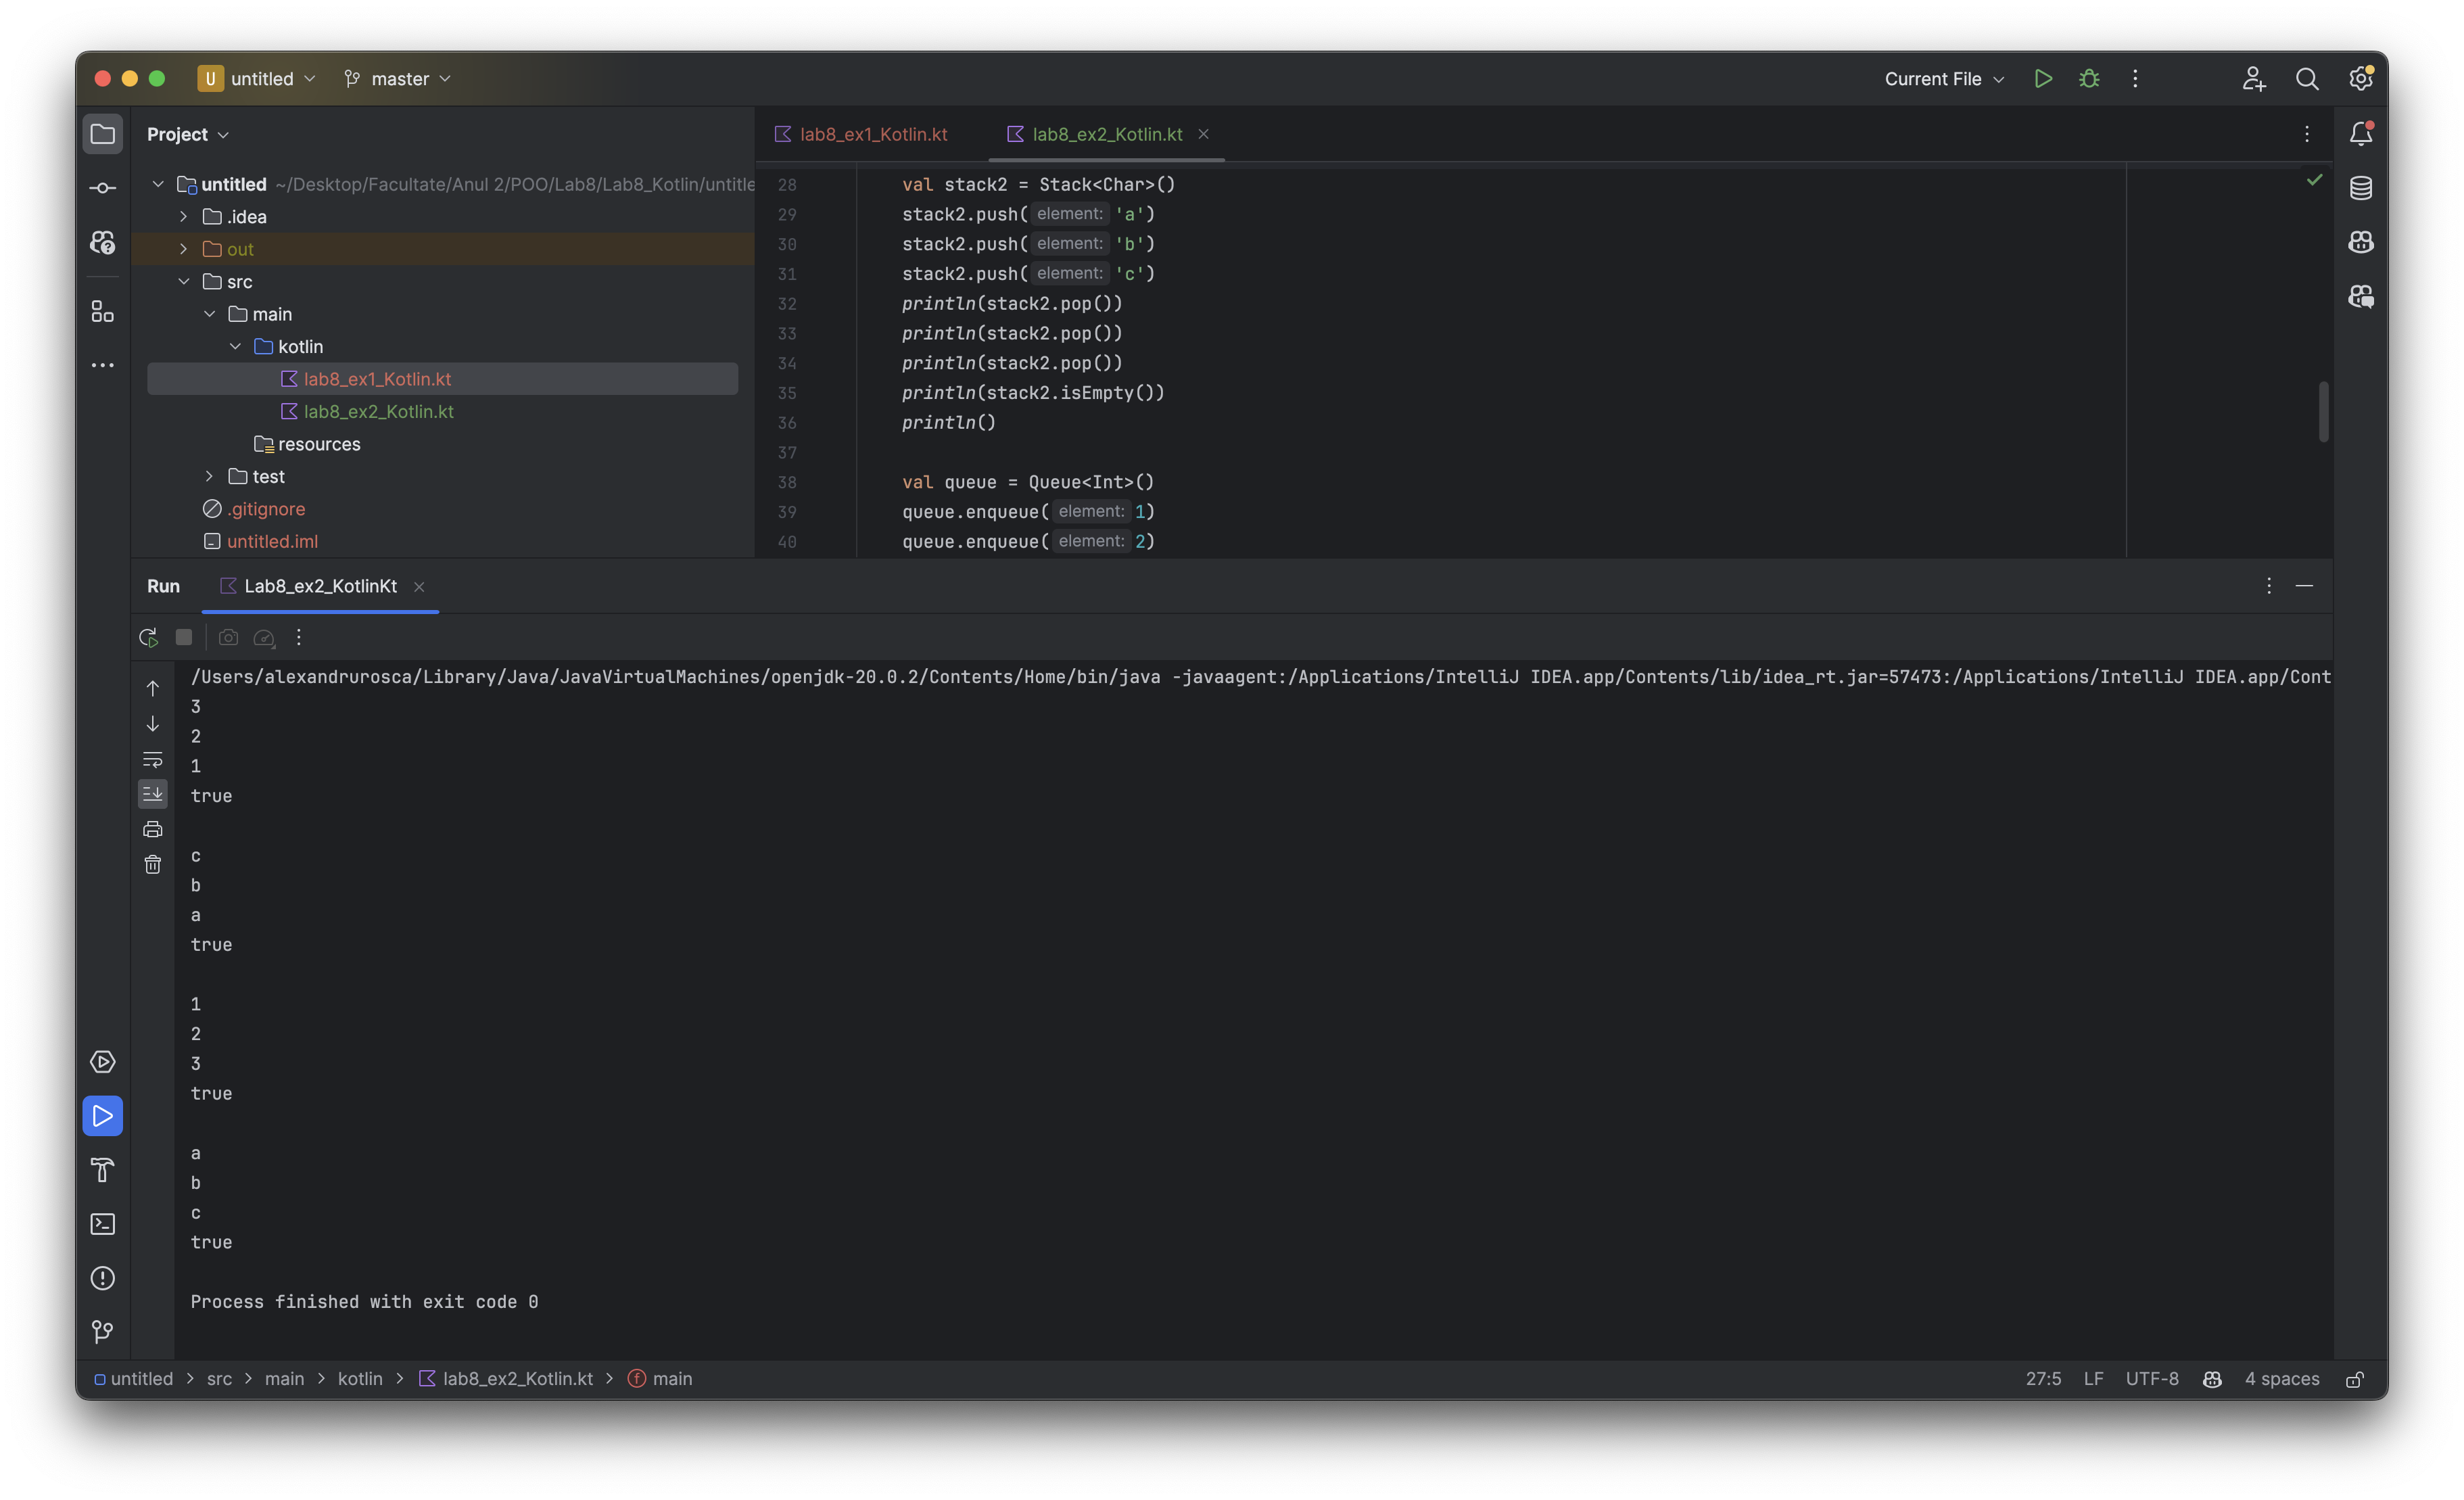 U untitled master Current File
Project
lab8_ex1_Kotlin.kt lab8_ex2_Kotlin.kt
untitled ~/Desktop/Facultate/Anul 2/POO/Lab8/Lab8_Kotlin/untitle
.idea
out
src
main
kotlin
lab8_ex1_Kotlin.kt
lab8_ex2_Kotlin.kt
resources
test
.gitignore
untitled.iml
28 val stack2 = Stack<Char>()
29 stack2.push( element: 'a')
30 stack2.push( element: 'b')
31 stack2.push( element: 'c')
32 println(stack2.pop())
33 println(stack2.pop())
34 println(stack2.pop())
35 println(stack2.isEmpty())
36 println()
37
38 val queue = Queue<Int>()
39 queue.enqueue( element: 1)
40 queue.enqueue( element: 2)
Run Lab8_ex2_KotlinKt
/Users/alexandrurosca/Library/Java/JavaVirtualMachines/openjdk-20.0.2/Contents/Home/bin/java -javaagent:/Applications/IntelliJ IDEA.app/Contents/lib/idea_rt.jar=57473:/Applications/IntelliJ IDEA.app/Cont
3
2
1
true
c
b
a
true
1
2
3
true
a
b
c
true
Process finished with exit code 0
untitled > src > main > kotlin > lab8_ex2_Kotlin.kt > f main 27:5 LF UTF-8 4 spaces